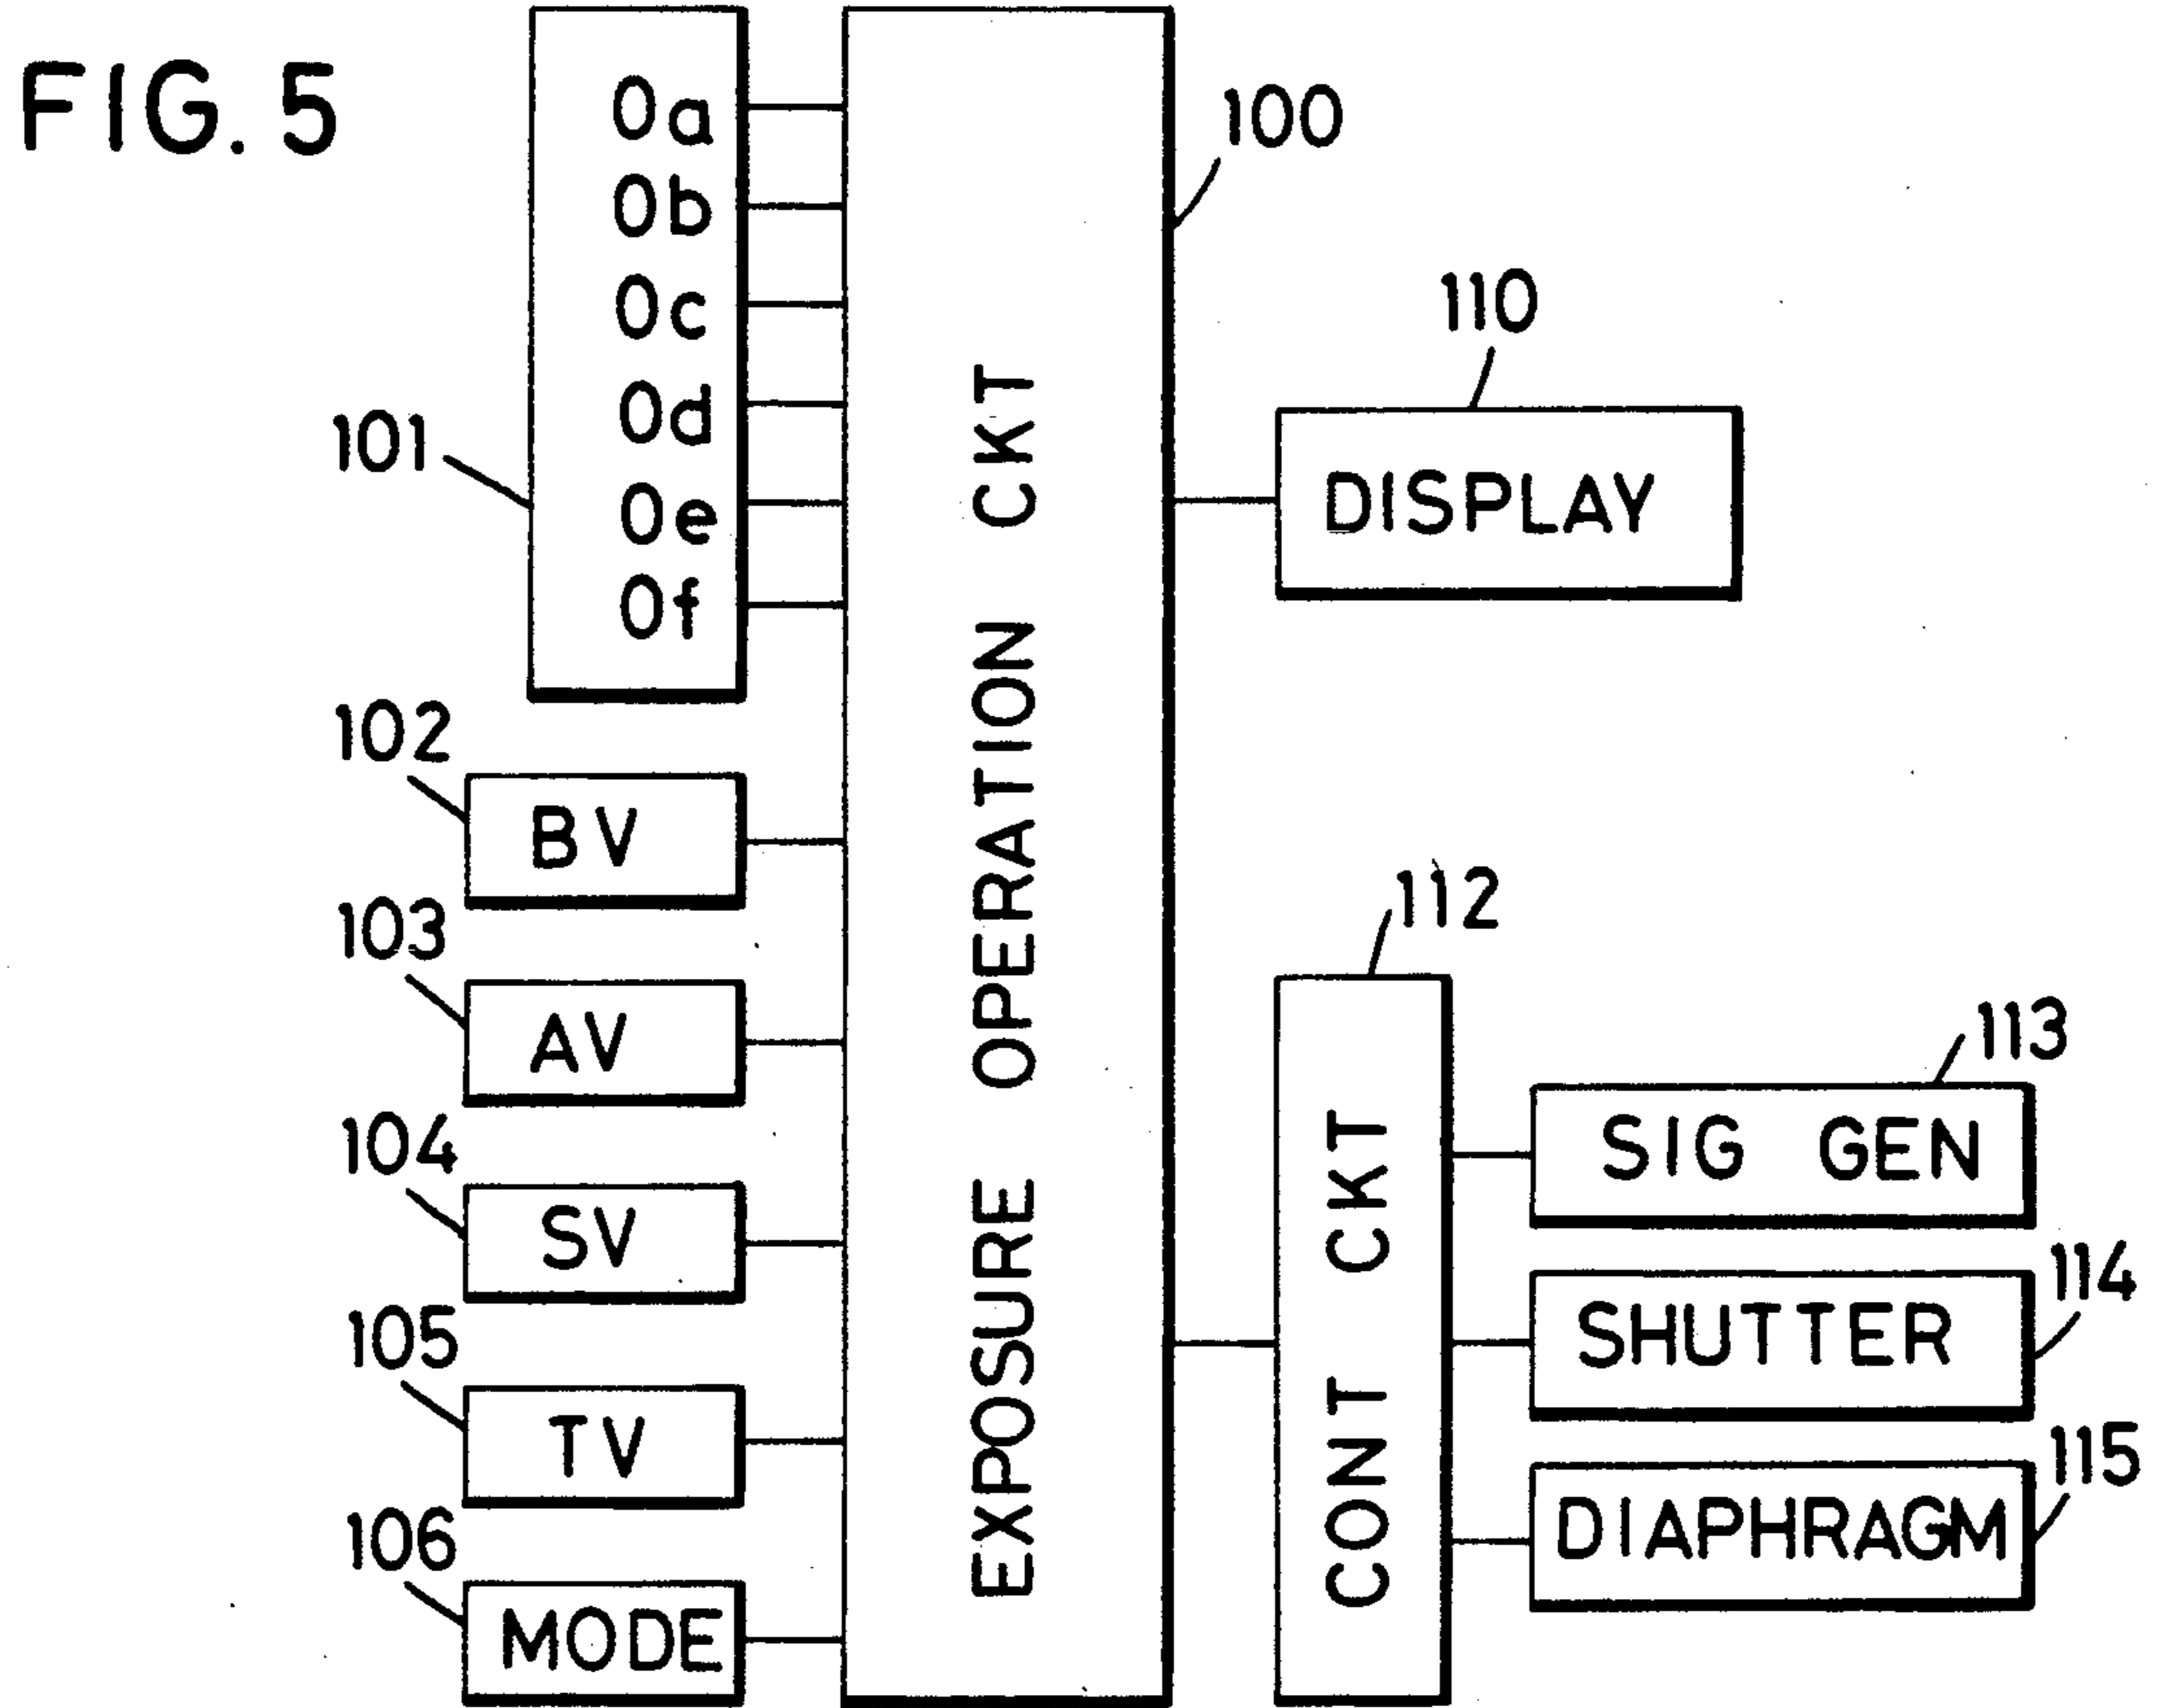 FIG. 5
0a
0b
0c
0d
0e
0f
101
102
BV
103
AV
104
SV
105
TV
106
MODE
EXPOSURE OPERATION CKT
100
110
DISPLAY
112
CONT CKT
113
SIG GEN
114
SHUTTER
115
DIAPHRAGM